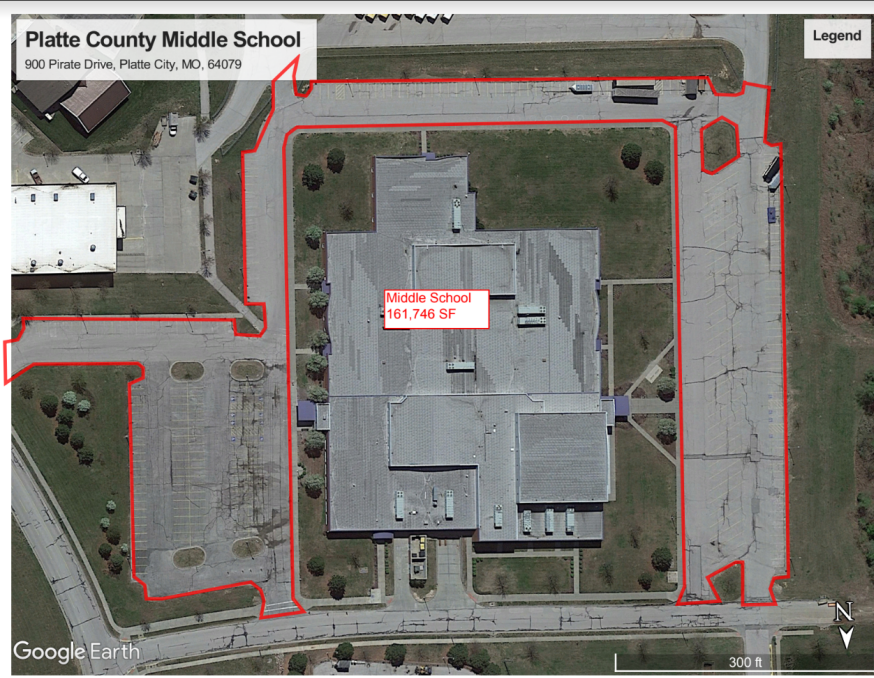 Platte County Middle School
900 Pirate Drive, Platte City, MO, 64079
Legend
Middle School
161,746 SF
N
Google Earth
300 ft